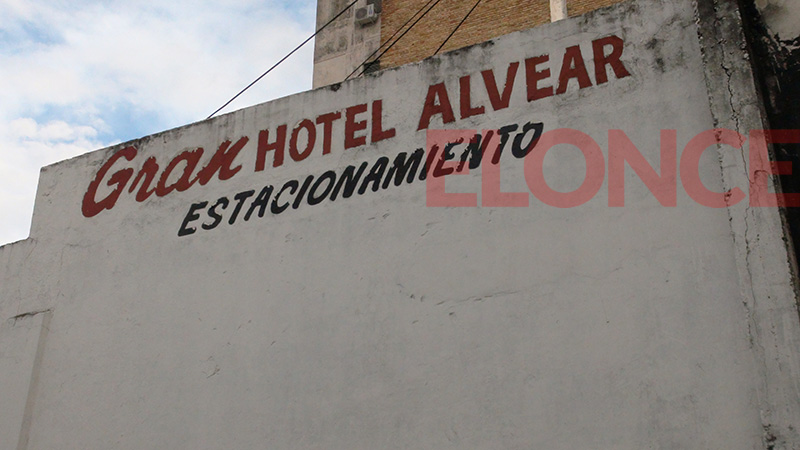 Gran HOTEL ALVEAR
ESTACIONAMIENTO
ELONCE